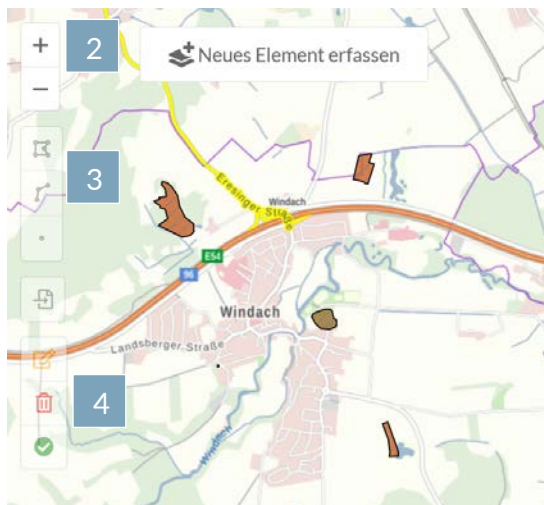 +
2
Neues Element erfassen
−
3
Eresinger Straße
Windach
E54
96
Windach
Landsberger Straße
4
Windach